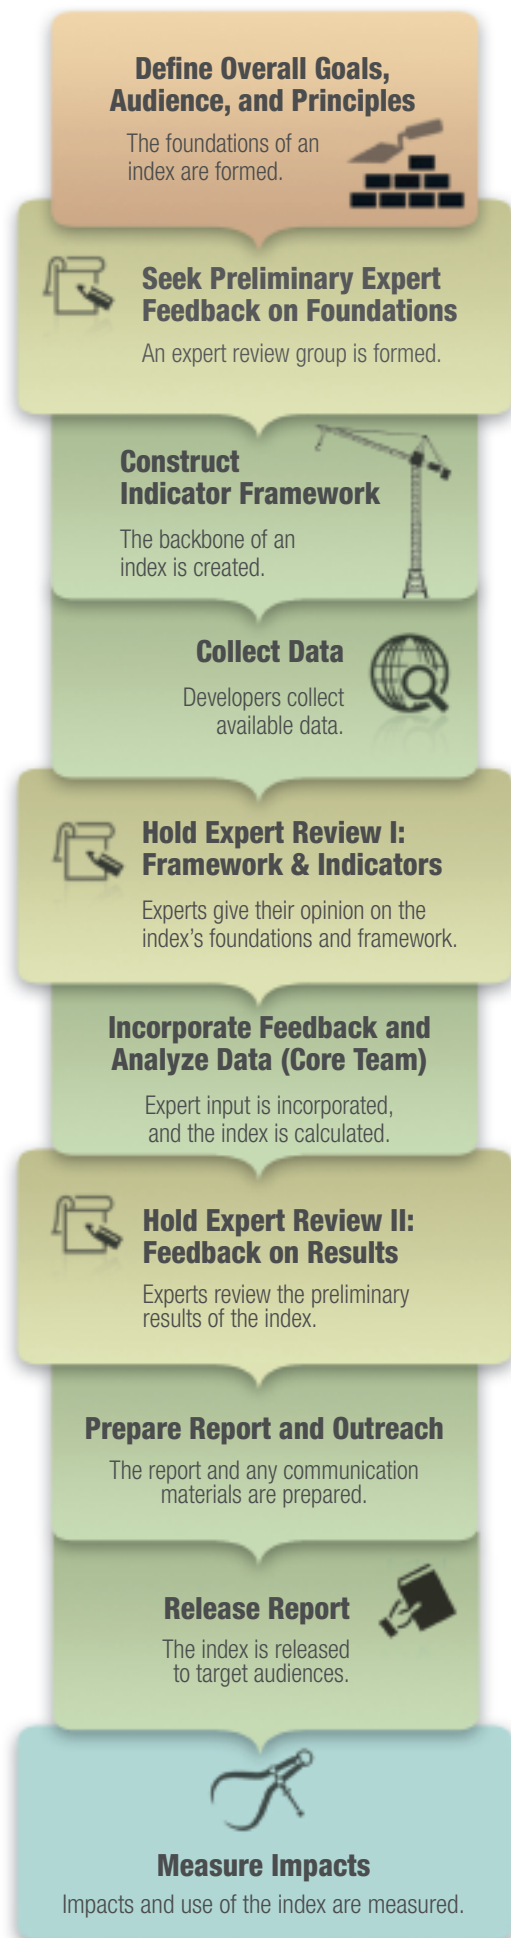 Define Overall Goals,
Audience, and Principles
The foundations of an
index are formed.
Seek Preliminary Expert
Feedback on Foundations
An expert review group is formed.
Construct
Indicator Framework
The backbone of an
index is created.
Collect Data
Developers collect
available data.
Hold Expert Review I:
Framework & Indicators
Experts give their opinion on the
index's foundations and framework.
Incorporate Feedback and
Analyze Data (Core Team)
Expert input is incorporated,
and the index is calculated.
Hold Expert Review II:
Feedback on Results
Experts review the preliminary
results of the index.
Prepare Report and Outreach
The report and any communication
materials are prepared.
Release Report
The index is released
to target audiences.
Measure Impacts
Impacts and use of the index are measured.